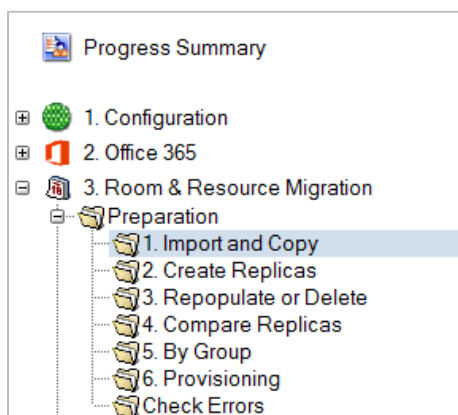 Progress Summary
1. Configuration
2. Office 365
3. Room & Resource Migration
Preparation
1. Import and Copy
2. Create Replicas
3. Repopulate or Delete
4. Compare Replicas
5. By Group
6. Provisioning
Check Errors